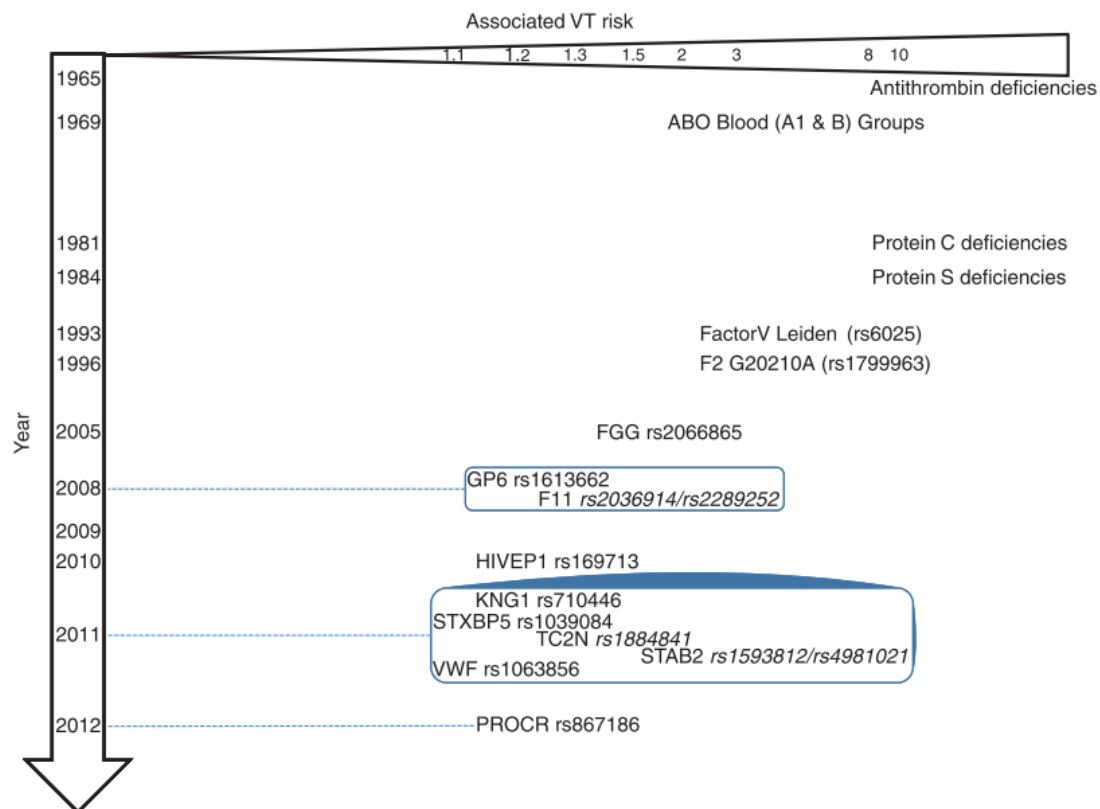 Associated VT risk
1.1 1.2 1.3 1.5 2 3 8 10
1965
Antithrombin deficiencies
1969 ABO Blood (A1 & B) Groups
1981 Protein C deficiencies
1984 Protein S deficiencies
1993 FactorV Leiden (rs6025)
1996 F2 G20210A (rs1799963)
Year
2005 FGG rs2066865
GP6 rs1613662
2008
F11 rs2036914/rs2289252
2009
2010 HIVEP1 rs169713
KNG1 rs710446
STXBP5 rs1039084
2011
TC2N rs1884841
STAB2 rs1593812/rs4981021
VWF rs1063856
2012 PROCR rs867186